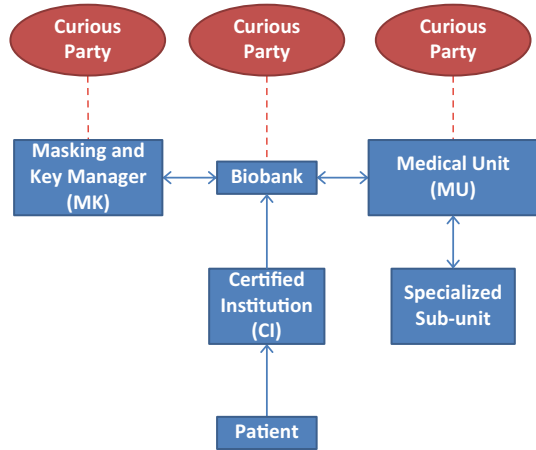 Curious
Party
Curious
Party
Curious
Party
Masking and
Key Manager
(MK)
Biobank
Medical Unit
(MU)
Certified
Institution
(CI)
Specialized
Sub-unit
Patient